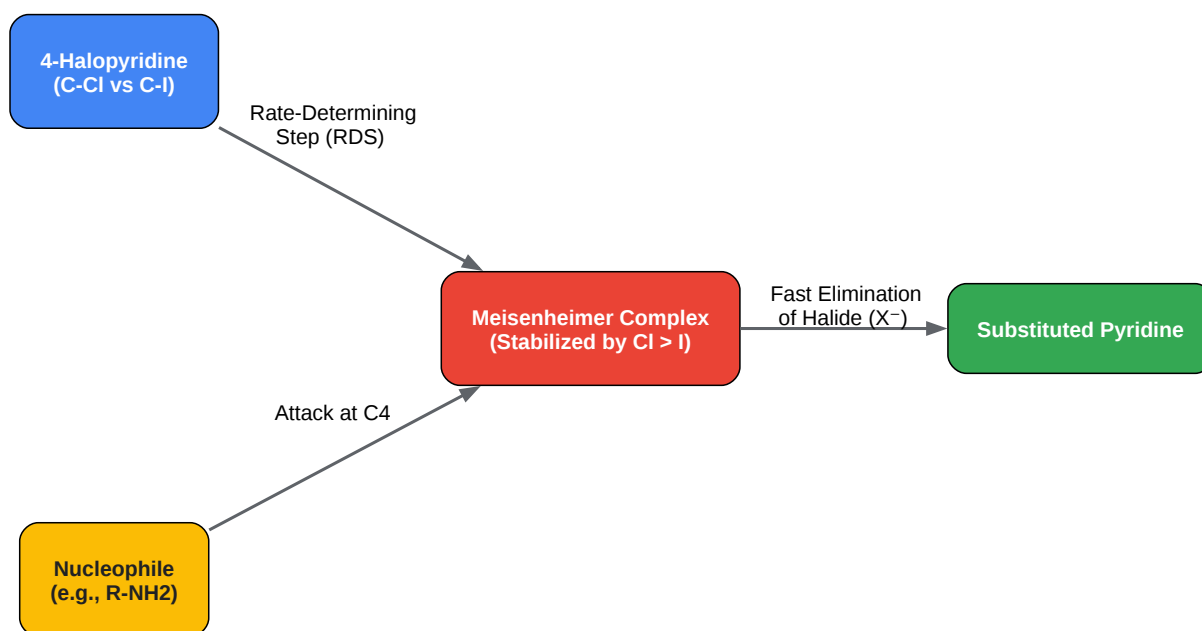 4-Halopyridine
(C-Cl vs C-I)
Rate-Determining
Step (RDS)
Meisenheimer Complex
(Stabilized by Cl > I)
Fast Elimination
of Halide (X⁻)
Substituted Pyridine
Attack at C4
Nucleophile
(e.g., R-NH2)